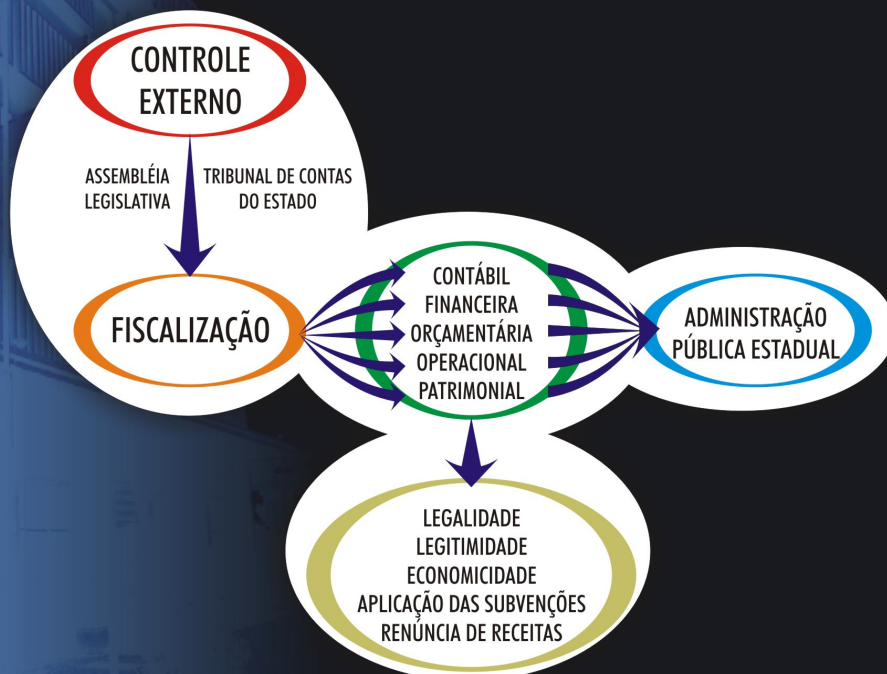 CONTROLE
EXTERNO
ASSEMBLÉIA
LEGISLATIVA
TRIBUNAL DE CONTAS
DO ESTADO
FISCALIZAÇÃO
CONTÁBIL
FINANCEIRA
ORÇAMENTÁRIA
OPERACIONAL
PATRIMONIAL
ADMINISTRAÇÃO
PÚBLICA ESTADUAL
LEGALIDADE
LEGITIMIDADE
ECONOMICIDADE
APLICAÇÃO DAS SUBVENÇÕES
RENÚNCIA DE RECEITAS